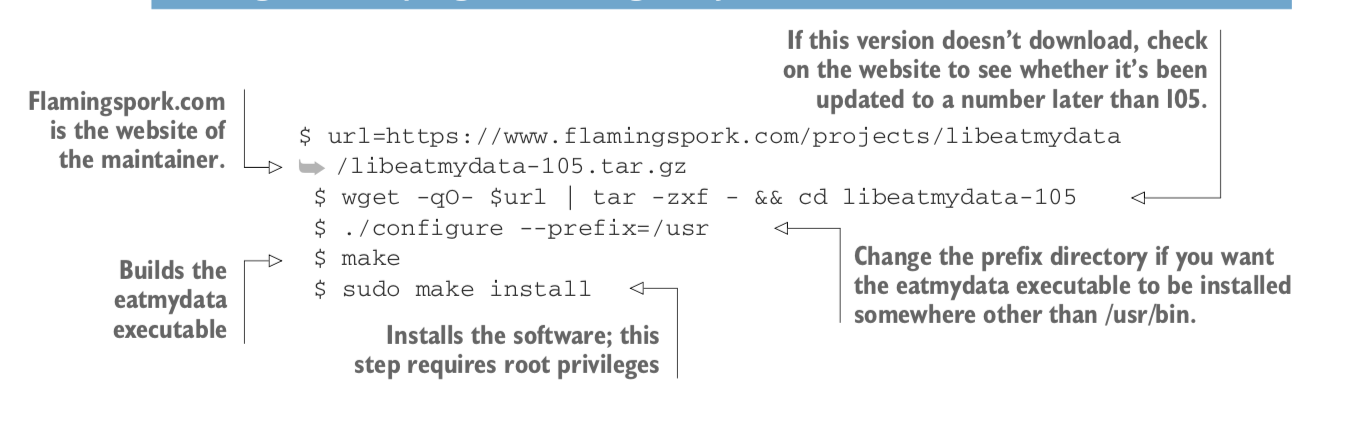 If this version doesn't download, check
on the website to see whether it's been
updated to a number later than 105.
Flamingspork.com
is the website of
the maintainer.
$ url=https://www.flamingspork.com/projects/libeatmydata
/libeatmydata-105.tar.gz
$ wget -qO- $url | tar -zxf - && cd libeatmydata-105
$ ./configure --prefix=/usr
Change the prefix directory if you want
the eatmydata executable to be installed
somewhere other than /usr/bin.
Builds the
eatmydata
executable
$ make
$ sudo make install
Installs the software; this
step requires root privileges